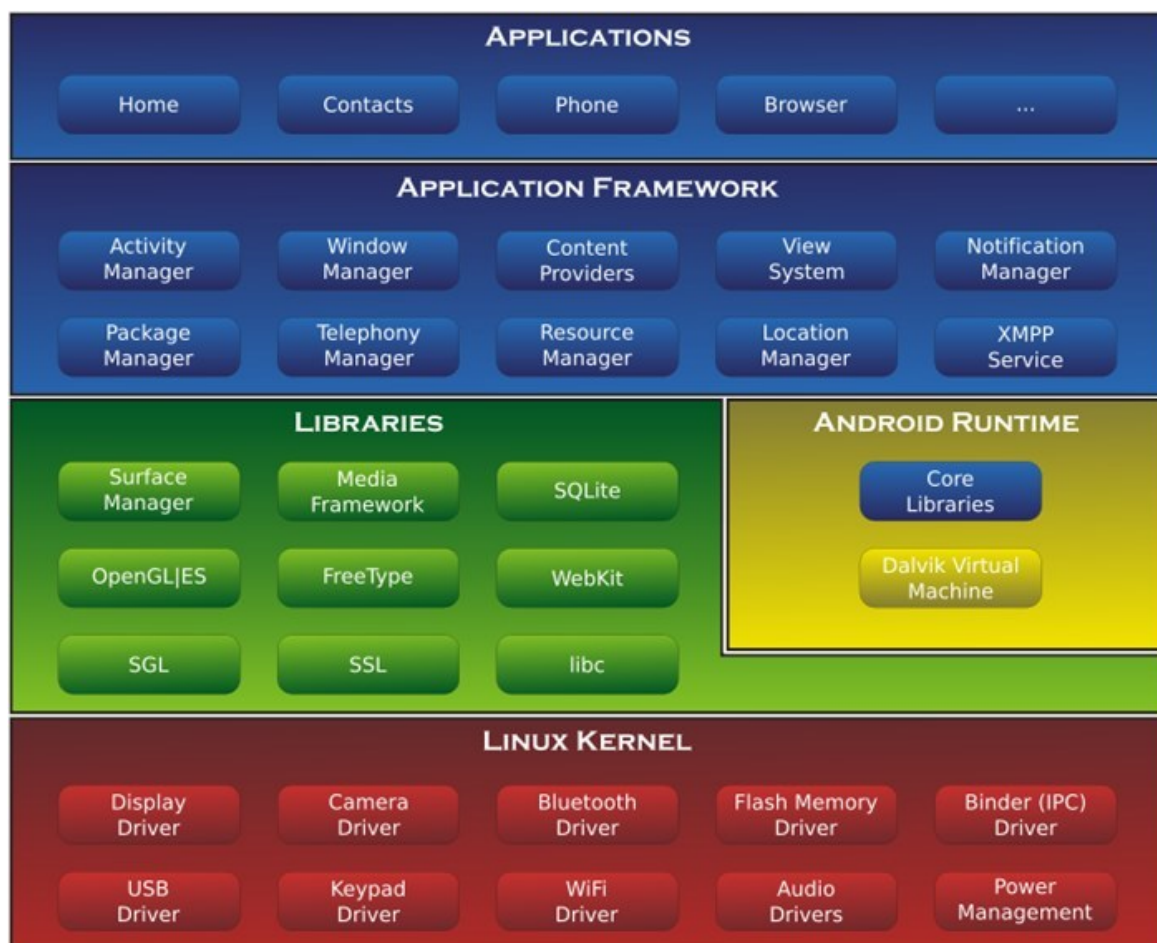 APPLICATIONS
Home
Contacts
Phone
Browser
...
APPLICATION FRAMEWORK
Activity
Manager
Window
Manager
Content
Providers
View
System
Notification
Manager
Package
Manager
Telephony
Manager
Resource
Manager
Location
Manager
XMPP
Service
LIBRARIES
Surface
Manager
Media
Framework
SQLite
OpenGL|ES
FreeType
WebKit
SGL
SSL
libc
ANDROID RUNTIME
Core
Libraries
Dalvik Virtual
Machine
LINUX KERNEL
Display
Driver
Camera
Driver
Bluetooth
Driver
Flash Memory
Driver
Binder (IPC)
Driver
USB
Driver
Keypad
Driver
WiFi
Driver
Audio
Drivers
Power
Management